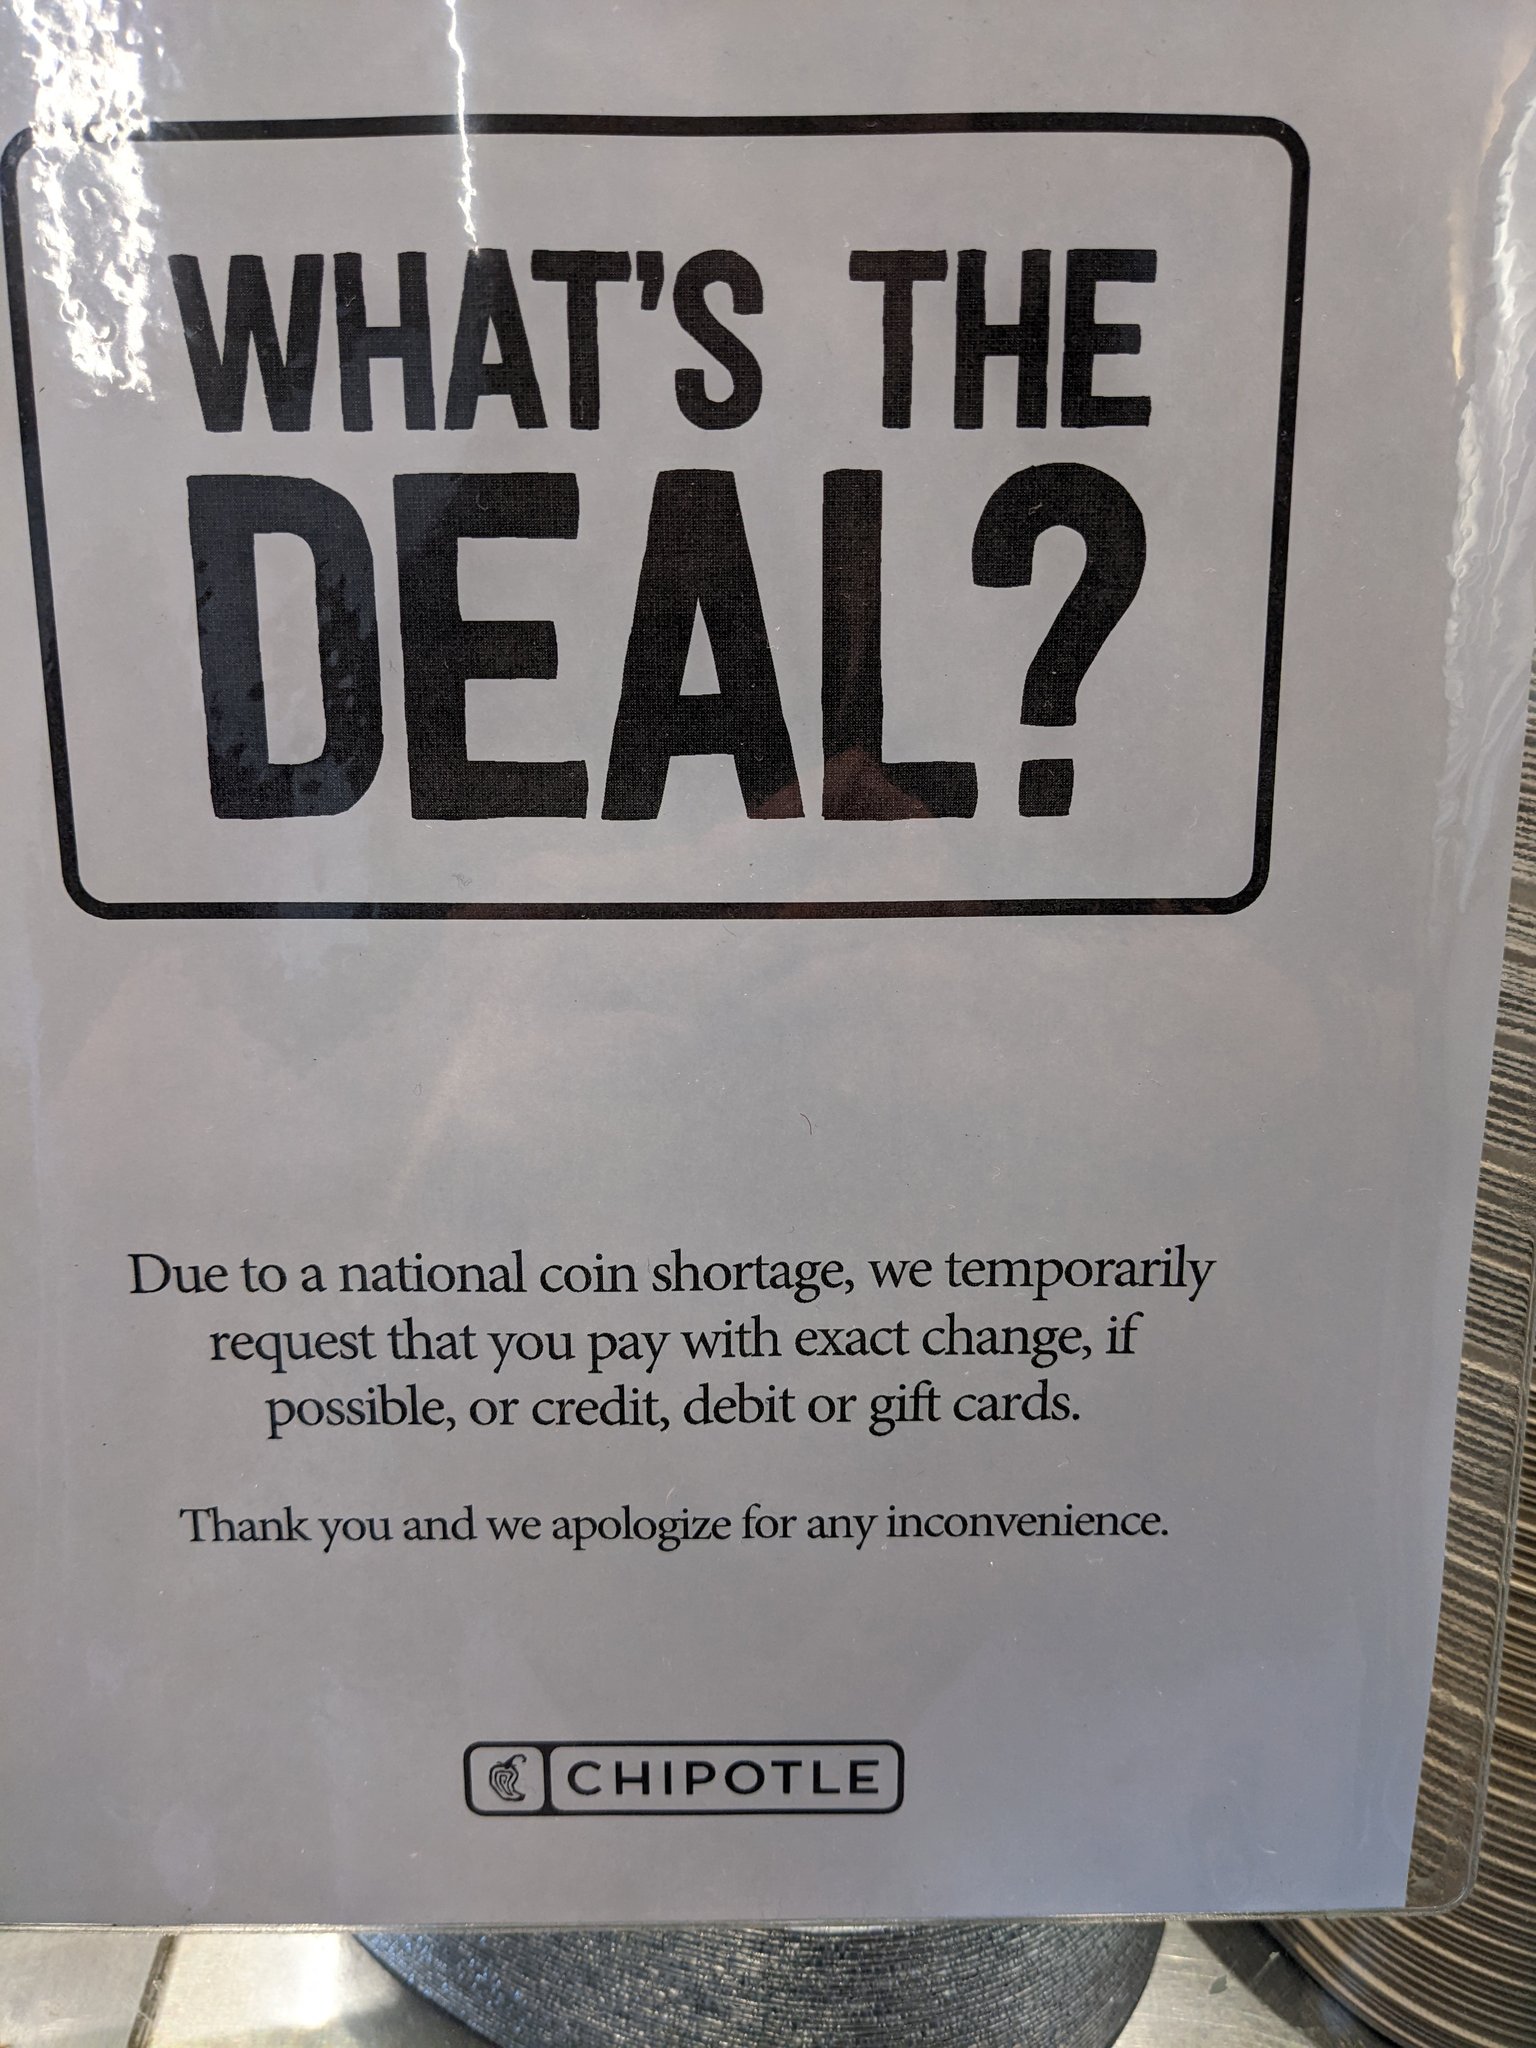 WHAT'S THE
DEAL?
Due to a national coin shortage, we temporarily
request that you pay with exact change, if
possible, or credit, debit or gift cards.
Thank you and we apologize for any inconvenience.
CHIPOTLE